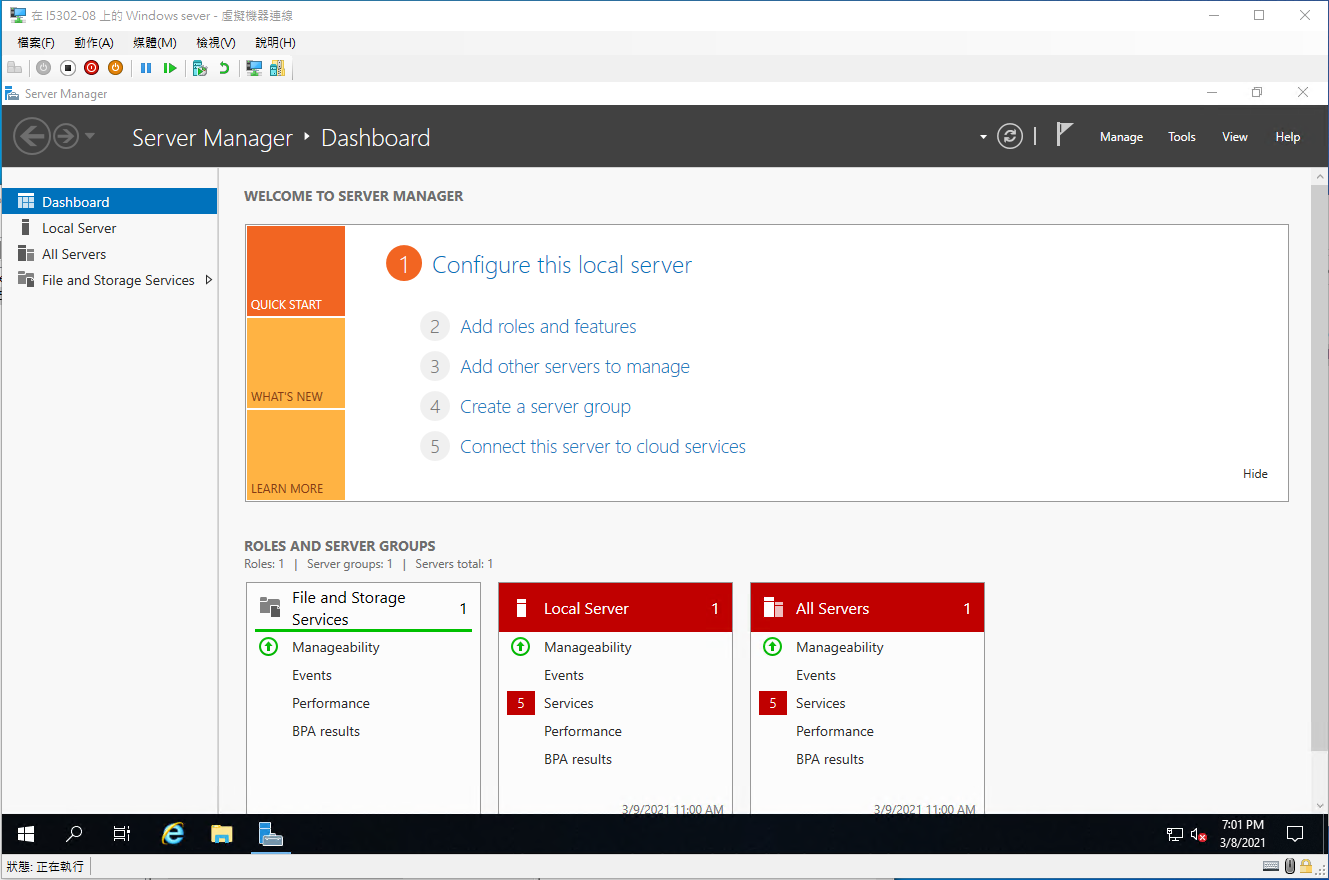 在 I5302-08 上的 Windows sever - 虛擬機器連線
檔案(F) 動作(A) 媒體(M) 檢視(V) 說明(H)
Server Manager
Server Manager Dashboard
Manage Tools View Help
Dashboard
Local Server
All Servers
File and Storage Services
WELCOME TO SERVER MANAGER
QUICK START
WHAT'S NEW
LEARN MORE
1 Configure this local server
2 Add roles and features
3 Add other servers to manage
4 Create a server group
5 Connect this server to cloud services
Hide
ROLES AND SERVER GROUPS
Roles: 1 | Server groups: 1 | Servers total: 1
File and Storage
Services
1
Manageability
Events
Performance
BPA results
Local Server 1
Manageability
Events
5 Services
Performance
BPA results
3/9/2021 11:00 AM
All Servers 1
Manageability
Events
5 Services
Performance
BPA results
3/9/2021 11:00 AM
7:01 PM
3/8/2021
狀態: 正在執行